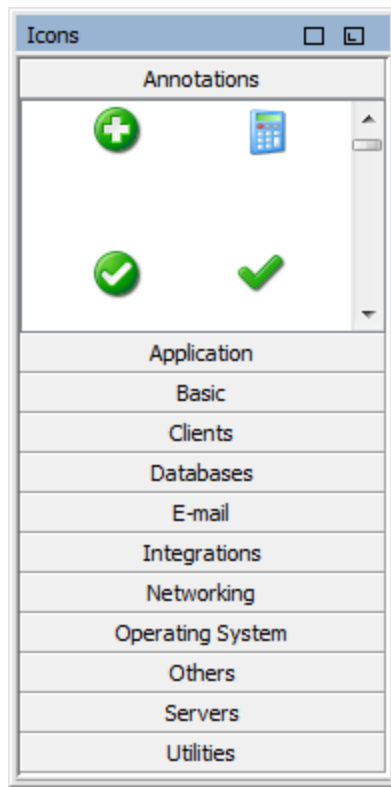 Icons
Annotations
Application
Basic
Clients
Databases
E-mail
Integrations
Networking
Operating System
Others
Servers
Utilities